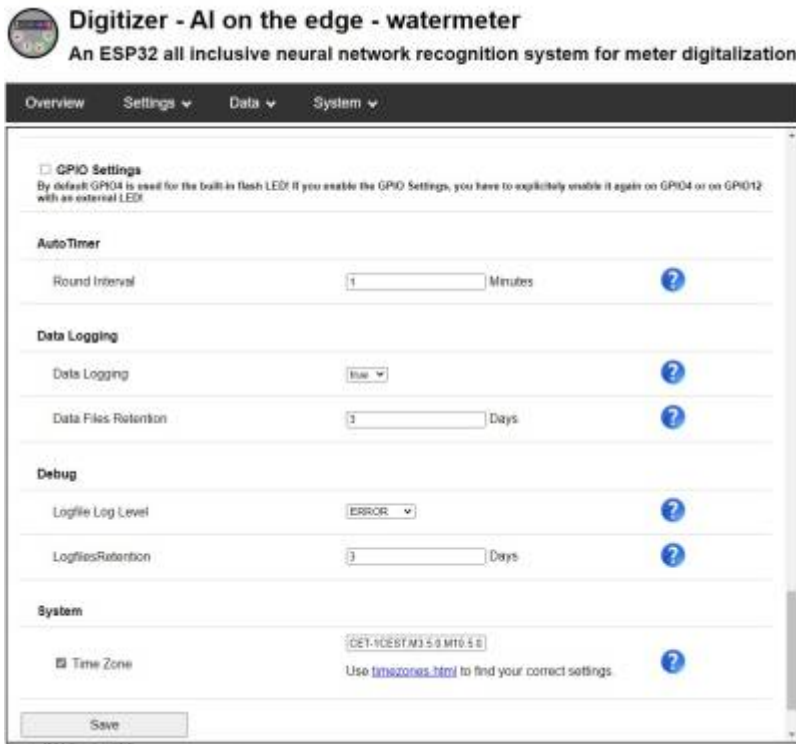 Digitizer - AI on the edge - watermeter
An ESP32 all inclusive neural network recognition system for meter digitalization
Overview Settings Data System
GPIO Settings
By default GPIO4 is used for the built-in flash LED! If you enable the GPIO Settings, you have to explicitely enable it again on GPIO4 or on GPIO12
with an external LED!
AutoTimer
Round Interval 1 Minutes
Data Logging
Data Logging true
Data Files Retention 3 Days
Debug
Logfile Log Level ERROR
LogfilesRetention 3 Days
System
CET-1CEST,M3.5.0,M10.5.0
Time Zone
Use timezones.html to find your correct settings
Save